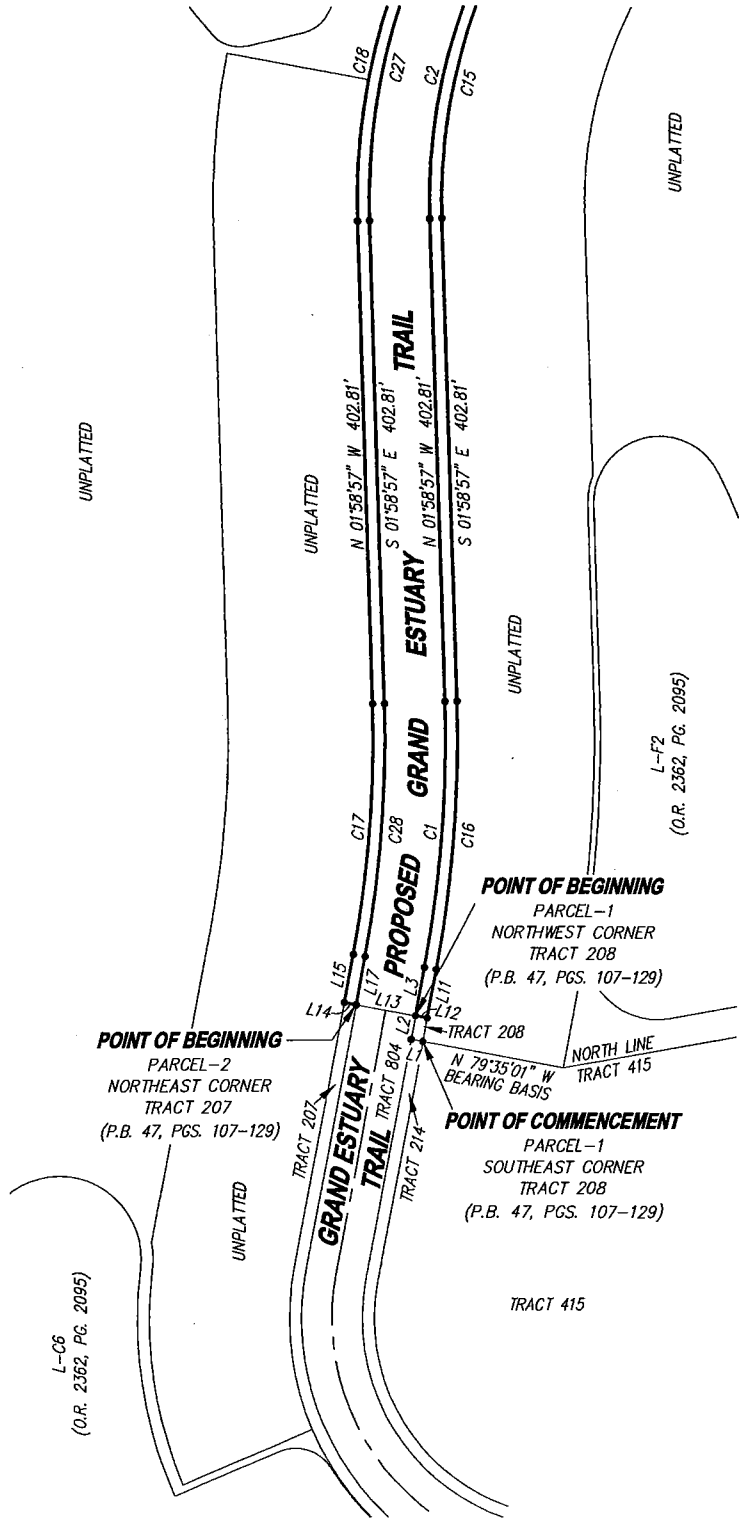 C18
C27
C2
C15
UNPLATTED
TRAIL
N 01°58'57" W 402.81'
S 01°58'57" E 402.81'
N 01°58'57" W 402.81'
S 01°58'57" E 402.81'
UNPLATTED
UNPLATTED
ESTUARY
UNPLATTED
L-F2
(O.R. 2362, PG. 2095)
GRAND
C17
C28
C1
C16
PROPOSED
POINT OF BEGINNING
PARCEL-1
NORTHWEST CORNER
TRACT 208
(P.B. 47, PGS. 107-129)
L15
L17
L3
L11
L14
L13
L12
L2
TRACT 208
L1
N 79°35'01" W
BEARING BASIS
NORTH LINE
TRACT 415
POINT OF BEGINNING
PARCEL-2
NORTHEAST CORNER
TRACT 207
(P.B. 47, PGS. 107-129)
TRACT 207
GRAND ESTUARY
TRAIL
TRACT 804
TRACT 214
POINT OF COMMENCEMENT
PARCEL-1
SOUTHEAST CORNER
TRACT 208
(P.B. 47, PGS. 107-129)
UNPLATTED
TRACT 415
L-C6
(O.R. 2362, PG. 2095)